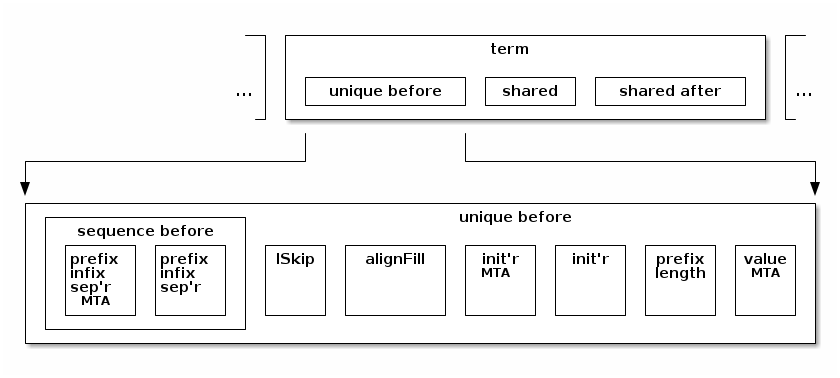 term
... unique before shared shared after ...
unique before
sequence before
prefix prefix lSkip alignFill init'r init'r prefix value
infix infix MTA length MTA
sep'r sep'r
MTA